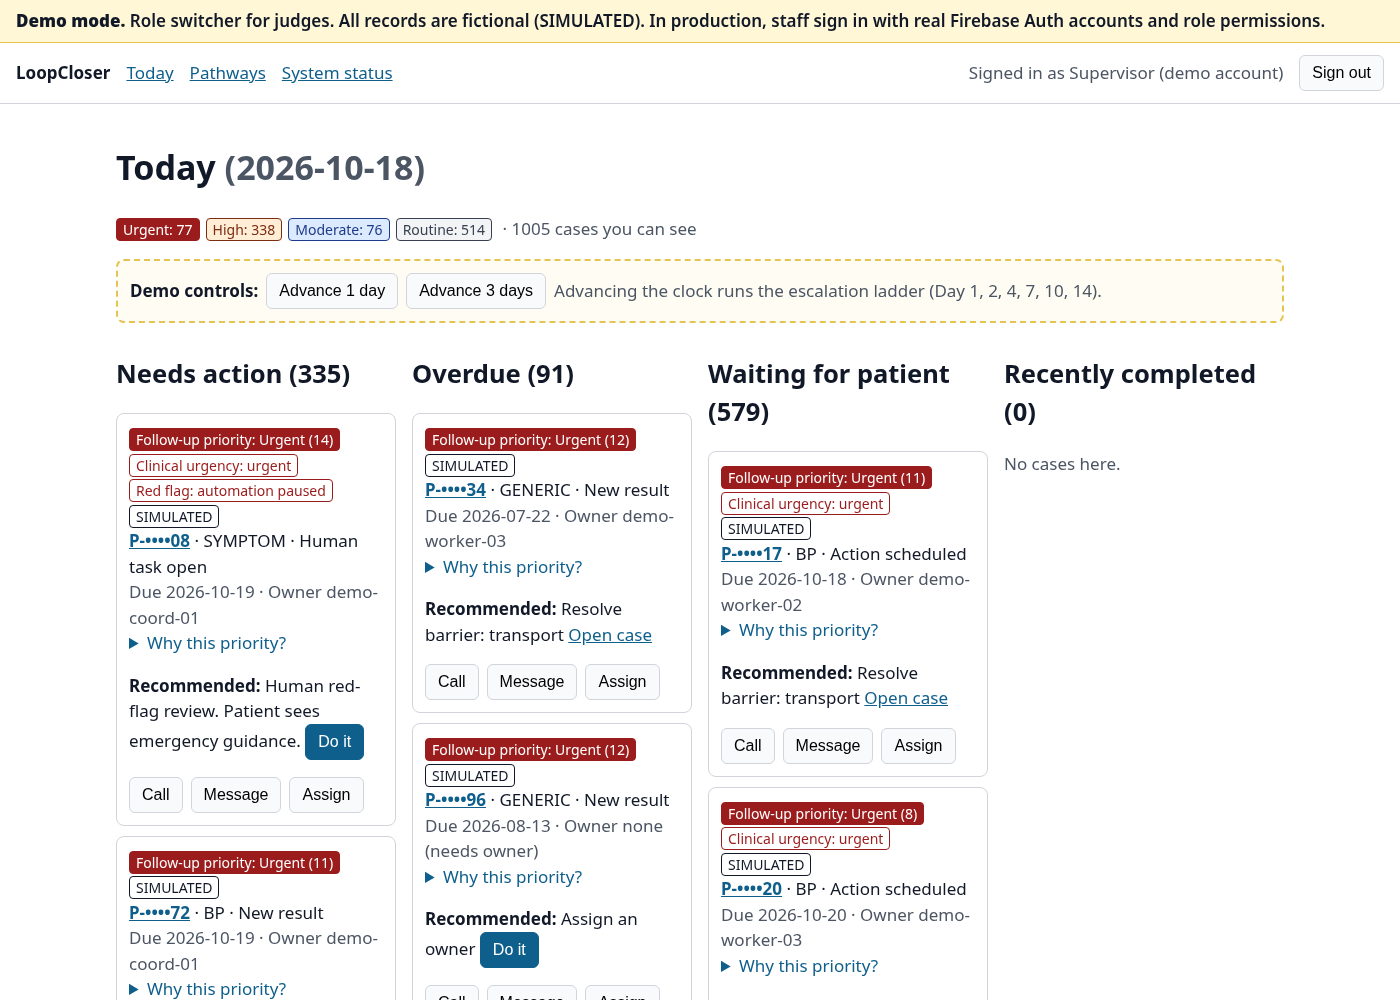 Demo mode. Role switcher for judges. All records are fictional (SIMULATED). In production, staff sign in with real Firebase Auth accounts and role permissions.
LoopCloser Today Pathways System status Signed in as Supervisor (demo account) Sign out
Today (2026-10-18)
Urgent: 77 High: 338 Moderate: 76 Routine: 514 · 1005 cases you can see
Demo controls: Advance 1 day Advance 3 days Advancing the clock runs the escalation ladder (Day 1, 2, 4, 7, 10, 14).
Needs action (335)
Follow-up priority: Urgent (14)
Clinical urgency: urgent
Red flag: automation paused
SIMULATED
P-••••08 · SYMPTOM · Human
task open
Due 2026-10-19 · Owner demo-
coord-01
▶ Why this priority?
Recommended: Human red-
flag review. Patient sees
emergency guidance. Do it
Call Message Assign
Follow-up priority: Urgent (11)
SIMULATED
P-••••72 · BP · New result
Due 2026-10-19 · Owner demo-
coord-01
▶ Why this priority?
Overdue (91)
Follow-up priority: Urgent (12)
SIMULATED
P-••••34 · GENERIC · New result
Due 2026-07-22 · Owner demo-
worker-03
▶ Why this priority?
Recommended: Resolve
barrier: transport Open case
Call Message Assign
Follow-up priority: Urgent (12)
SIMULATED
P-••••96 · GENERIC · New result
Due 2026-08-13 · Owner none
(needs owner)
▶ Why this priority?
Recommended: Assign an
owner Do it
Call Message Assign
Waiting for patient
(579)
Follow-up priority: Urgent (11)
Clinical urgency: urgent
SIMULATED
P-••••17 · BP · Action scheduled
Due 2026-10-18 · Owner demo-
worker-02
▶ Why this priority?
Recommended: Resolve
barrier: transport Open case
Call Message Assign
Follow-up priority: Urgent (8)
Clinical urgency: urgent
SIMULATED
P-••••20 · BP · Action scheduled
Due 2026-10-20 · Owner demo-
worker-03
▶ Why this priority?
Recently completed
(0)
No cases here.